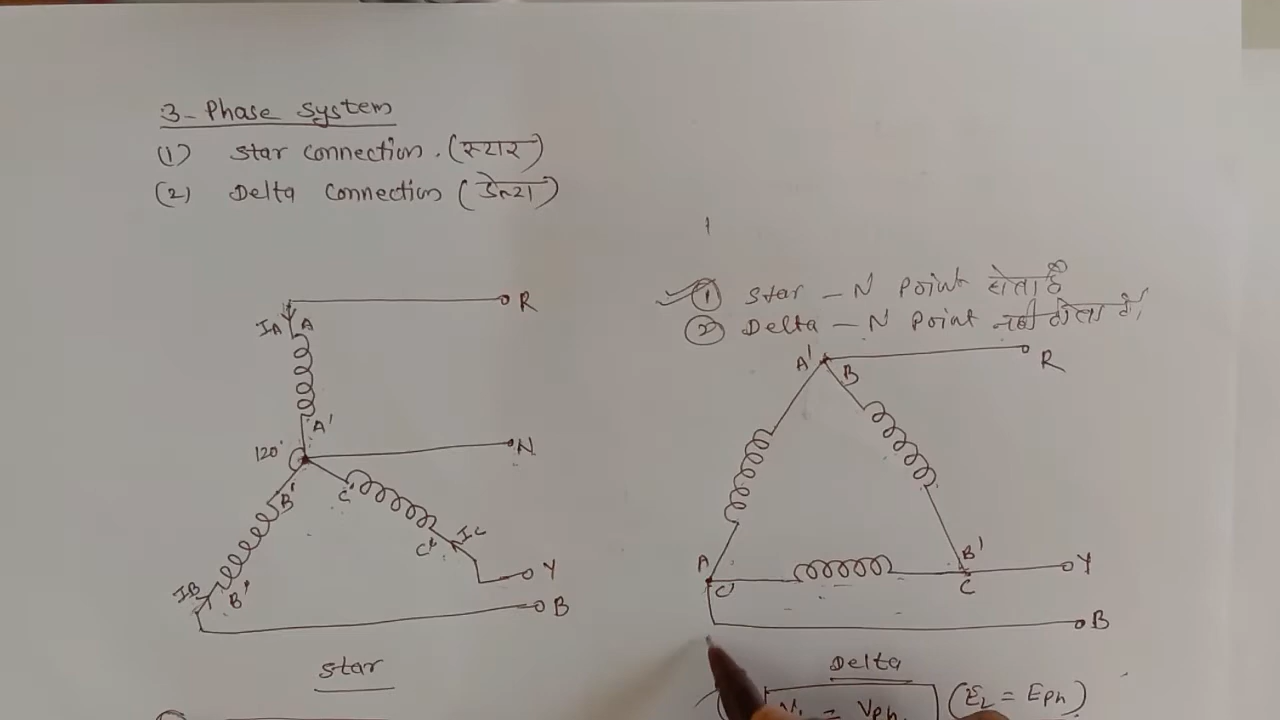 3-Phase System
(1) Star Connection. (स्टार)
(2) Delta Connection (डेल्टा)
① Star - N Point होता है
② Delta - N Point नही होता है।
R
IA A
A'
120°
N
B'
C'
C'
IC
IB
B'
Y
B
Star
A'
B
R
A
C'
B'
C
Y
B
Delta
= VPh.
(EL = EPh)